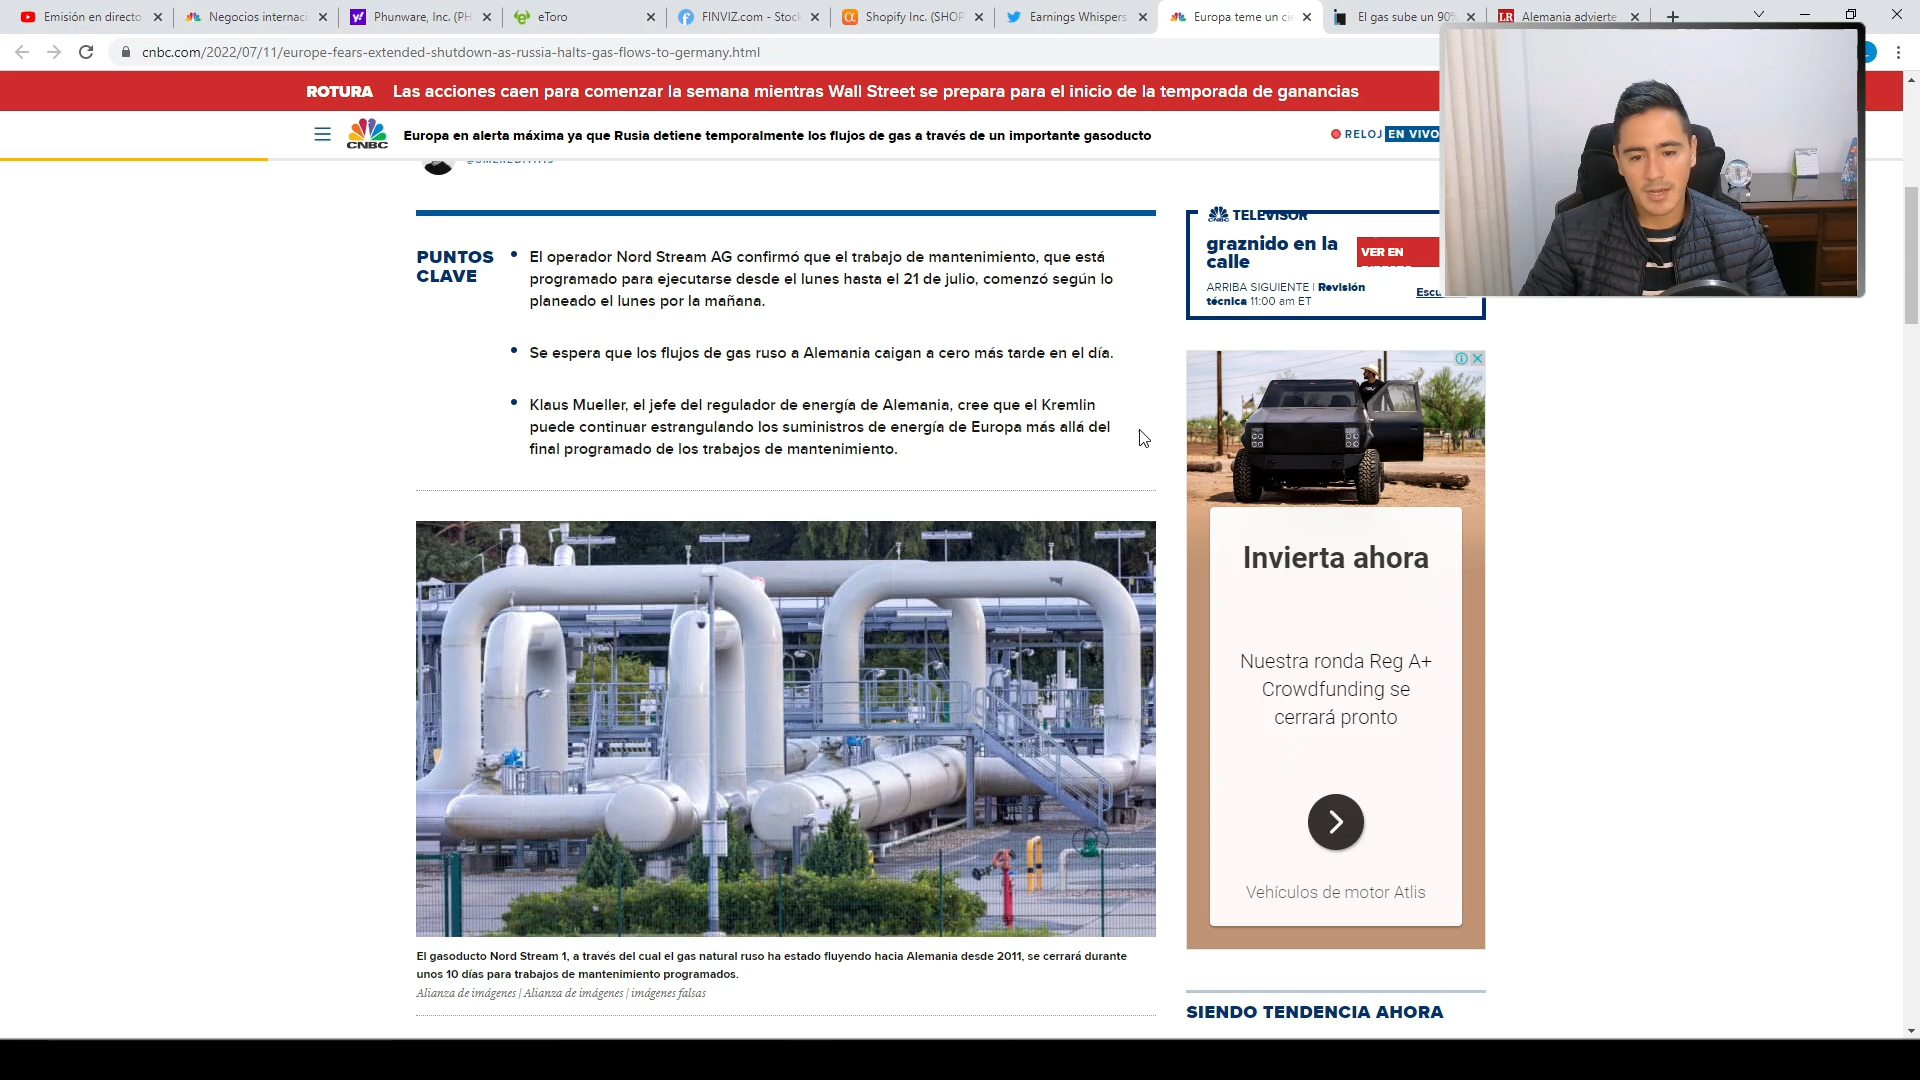 Emisión en directo
Negocios internaci
Phunware, Inc. (PH
eToro
FINVIZ.com - Stock
Shopify Inc. (SHOP
Earnings Whispers
Europa teme un ci
El gas sube un 90%
Alemania advierte
cnbc.com/2022/07/11/europe-fears-extended-shutdown-as-russia-halts-gas-flows-to-germany.html
ROTURA Las acciones caen para comenzar la semana mientras Wall Street se prepara para el inicio de la temporada de ganancias
CNBC
Europa en alerta máxima ya que Rusia detiene temporalmente los flujos de gas a través de un importante gasoducto
RELOJ EN VIVO
PUNTOS
CLAVE
El operador Nord Stream AG confirmó que el trabajo de mantenimiento, que está
programado para ejecutarse desde el lunes hasta el 21 de julio, comenzó según lo
planeado el lunes por la mañana.
Se espera que los flujos de gas ruso a Alemania caigan a cero más tarde en el día.
Klaus Mueller, el jefe del regulador de energía de Alemania, cree que el Kremlin
puede continuar estrangulando los suministros de energía de Europa más allá del
final programado de los trabajos de mantenimiento.
El gasoducto Nord Stream 1, a través del cual el gas natural ruso ha estado fluyendo hacia Alemania desde 2011, se cerrará durante
unos 10 días para trabajos de mantenimiento programados.
Alianza de imágenes | Alianza de imágenes | imágenes falsas
TELEVISOR
graznido en la
calle
VER EN
ARRIBA SIGUIENTE | Revisión
técnica 11:00 am ET
Escu
Invierta ahora
Nuestra ronda Reg A+
Crowdfunding se
cerrará pronto
Vehículos de motor Atlis
SIENDO TENDENCIA AHORA